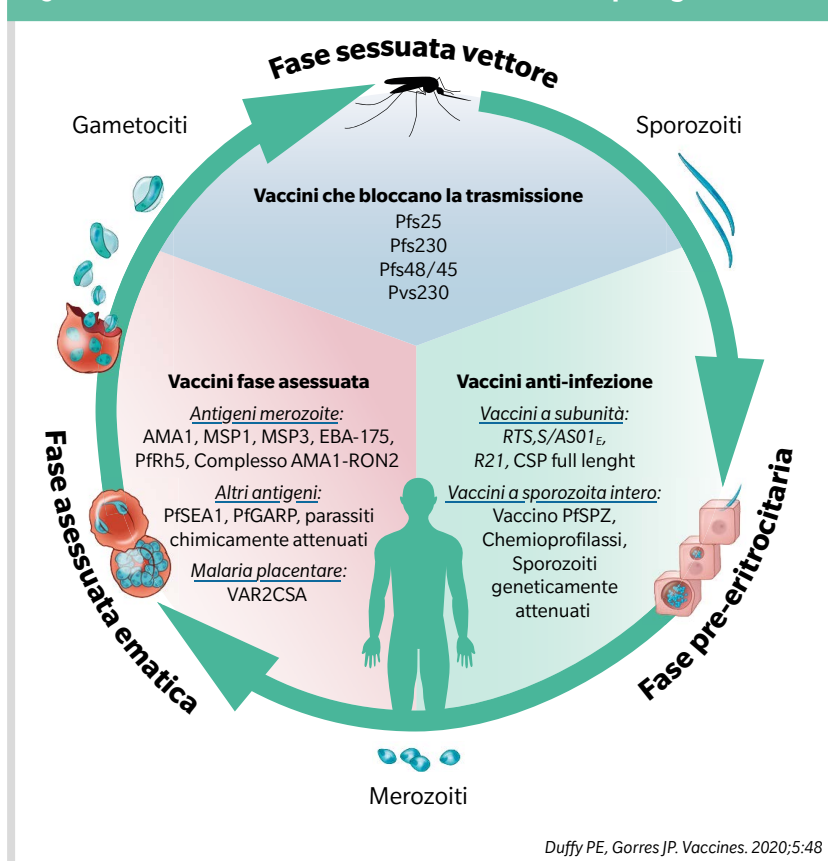 Fase sessuata vettore
Gametociti
Sporozoiti
Vaccini che bloccano la trasmissione
Pfs25
Pfs230
Pfs48/45
Pvs230
Vaccini fase asessuata
Antigeni merozoite:
AMA1, MSP1, MSP3, EBA-175,
PfRh5, Complesso AMA1-RON2
Altri antigeni:
PfSEA1, PfGARP, parassiti
chimicamente attenuati
Malaria placentare:
VAR2CSA
Vaccini anti-infezione
Vaccini a subunità:
RTS,S/AS01E,
R21, CSP full lenght
Vaccini a sporozoita intero:
Vaccino PfSPZ,
Chemioprofilassi,
Sporozoiti
geneticamente
attenuati
Fase asessuata ematica
Fase pre-eritrocitaria
Merozoiti
Duffy PE, Gorres JP. Vaccines. 2020;5:48